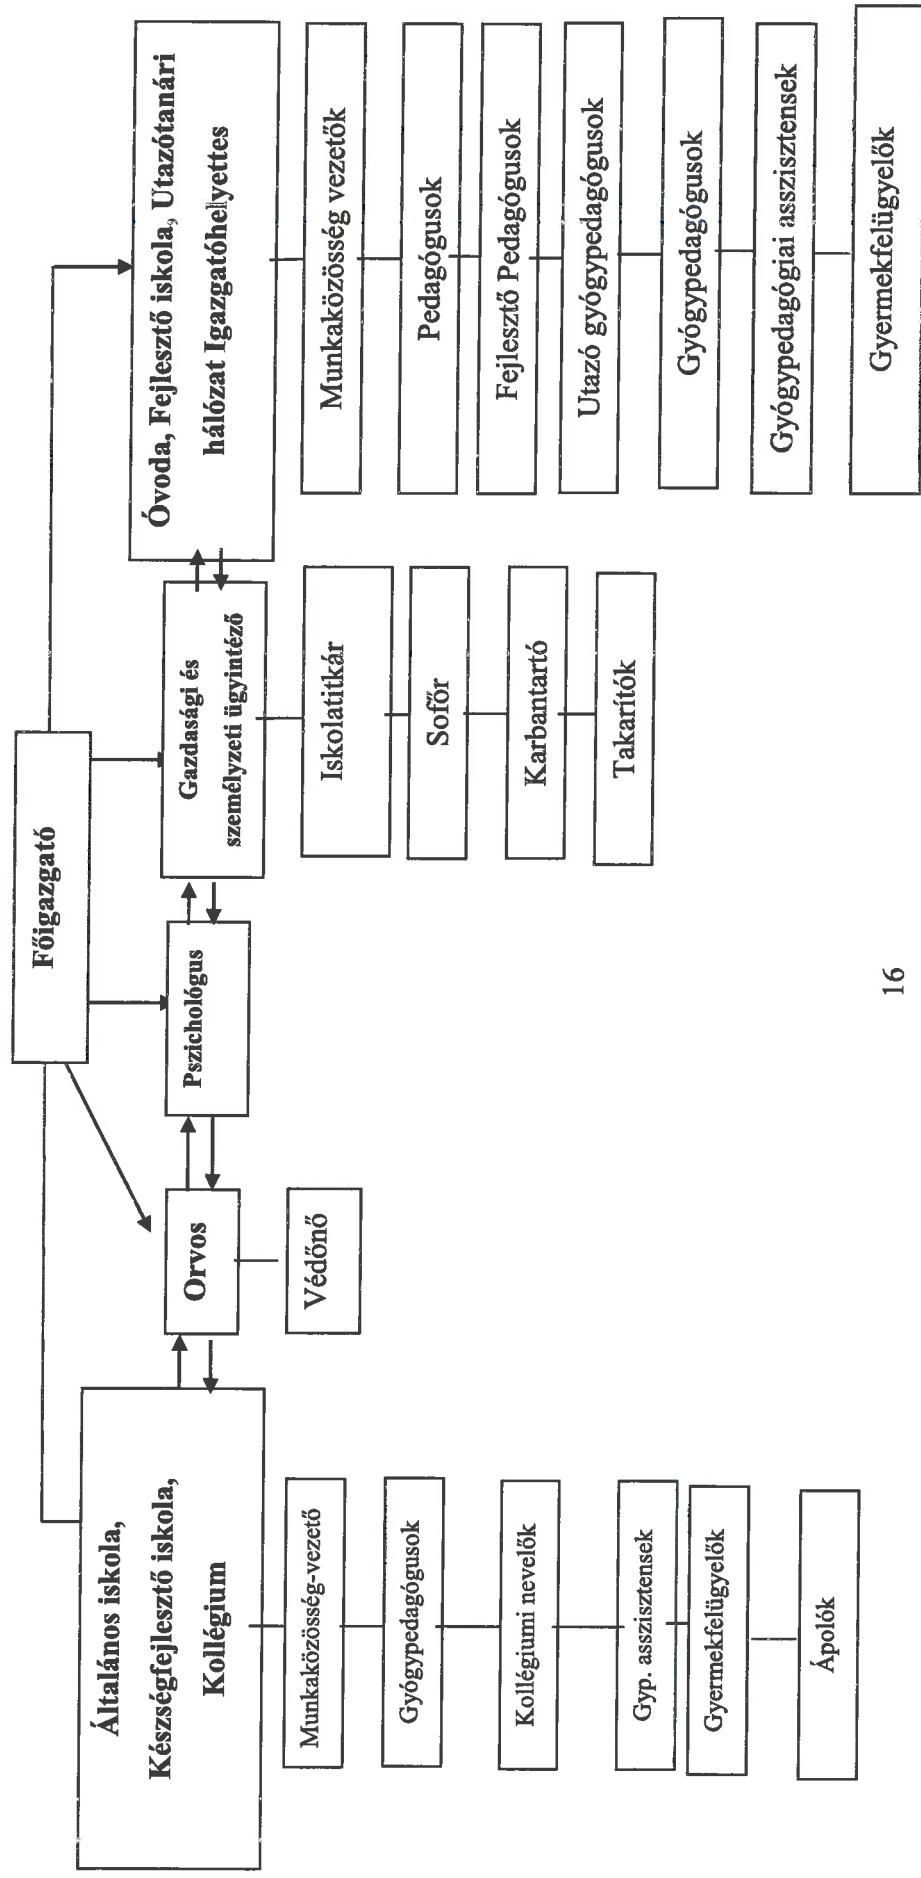 Főigazgató
Általános iskola,
Készségfejlesztő iskola,
Kollégium
Munkaközösség-vezető
Gyógypedagógusok
Kollégiumi nevelők
Gyp. asszisztensek
Gyermekfelügyelők
Ápolók
Orvos
Védőnő
Pszichológus
Gazdasági és
személyzeti ügyintéző
Iskolatitkár
Sofőr
Karbantartó
Takarítók
Óvoda, Fejlesztő iskola, Utazótanári
hálózat Igazgatóhelyettes
Munkaközösség vezetők
Pedagógusok
Fejlesztő Pedagógusok
Utazó gyógypedagógusok
Gyógypedagógusok
Gyógypedagógiai asszisztensek
Gyermekfelügyelők
16